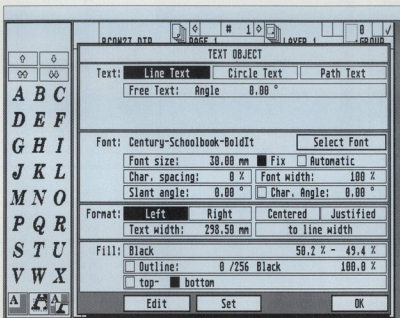 # 1
0
PCON23.DTP PAGE 1 LAYER 1 -GROUP
TEXT OBJECT
Text: Line Text Circle Text Path Text
Free Text: Angle 0.00 °
Font: Century-Schoolbook-BoldIt Select Font
Font size: 30.00 mm Fix Automatic
Char. spacing: 0 % Font width: 100 %
Slant angle: 0.00 ° Char. Angle: 0.00 °
Format: Left Right Centered Justified
Text width: 298.50 mm to line width
Fill: Black 50.2 % - 49.4 %
Outline: 0 /256 Black 100.0 %
top- bottom
Edit Set OK
A B C
D E F
G H I
J K L
M N O
P Q R
S T U
V W X
A A